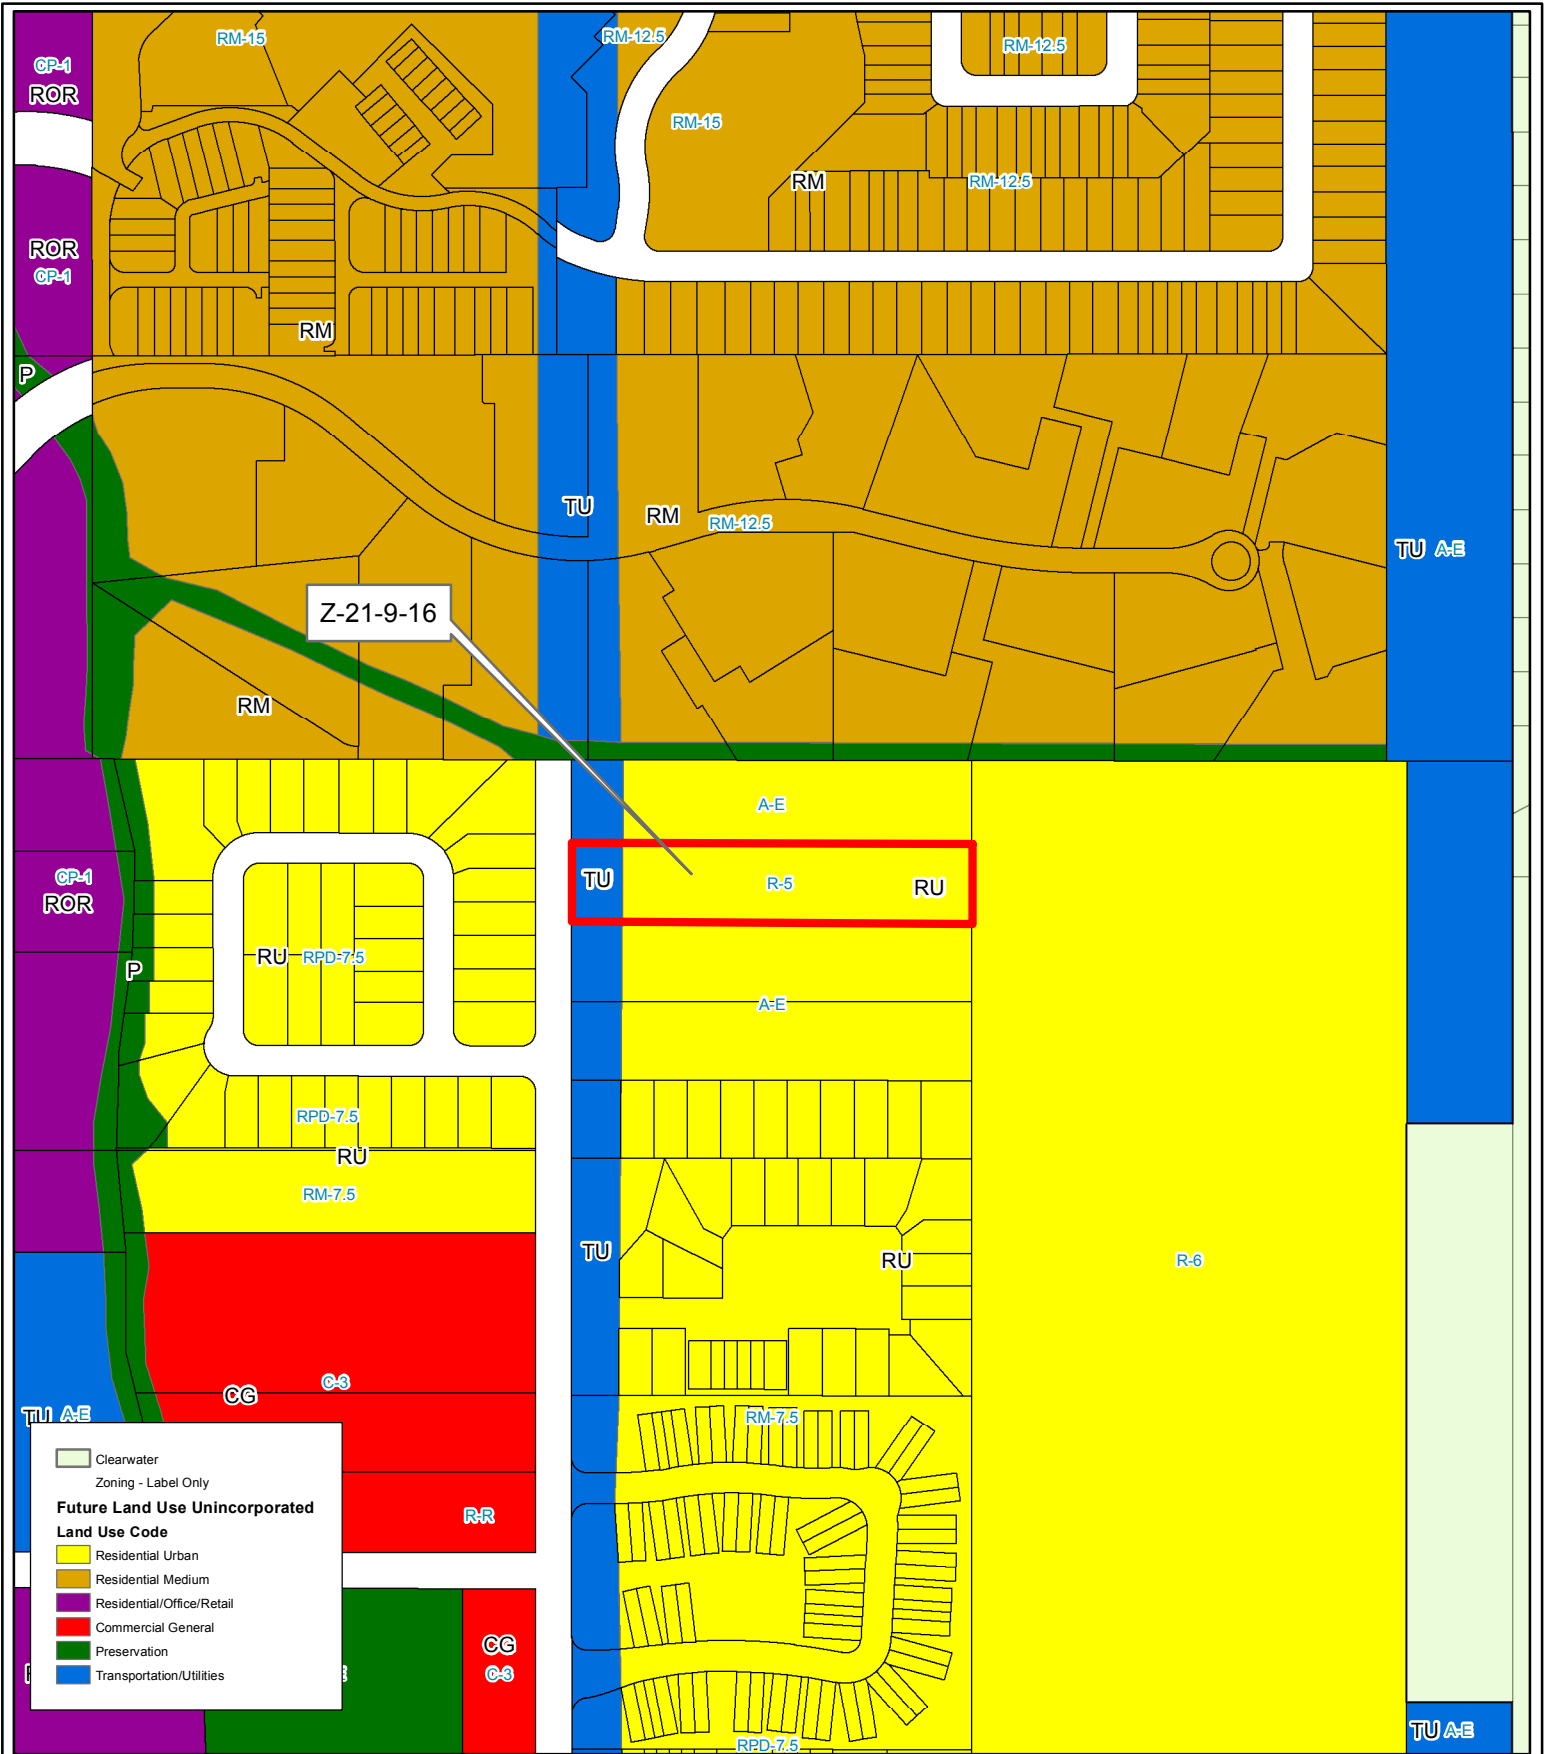 RM-15
RM-12.5
RM-12.5
CP-1
ROR
RM-15
RM
RM-12.5
ROR
CP-1
RM
P
TU
RM
RM-12.5
TU A-E
Z-21-9-16
RM
A-E
CP-1
ROR
TU
R-5
RU
RU
RPD-7.5
P
A-E
RPD-7.5
RU
RM-7.5
TU
RU
R-6
C-3
CG
TU A-E
RM-7.5
Clearwater
Zoning - Label Only
Future Land Use Unincorporated
Land Use Code
Residential Urban
Residential Medium
Residential/Office/Retail
Commercial General
Preservation
Transportation/Utilities
R-R
CG
C-3
TU A-E
RPD-7.5